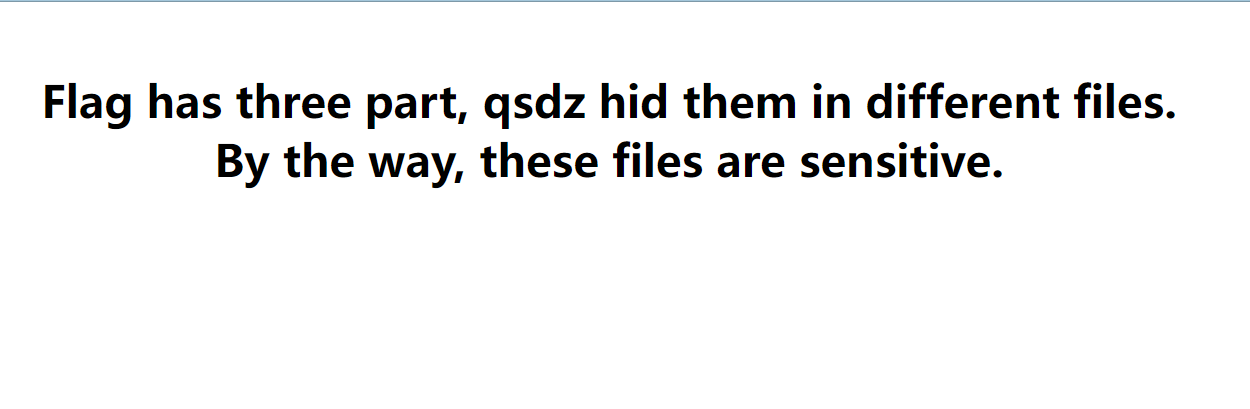 Flag has three part, qsdz hid them in different files.
By the way, these files are sensitive.